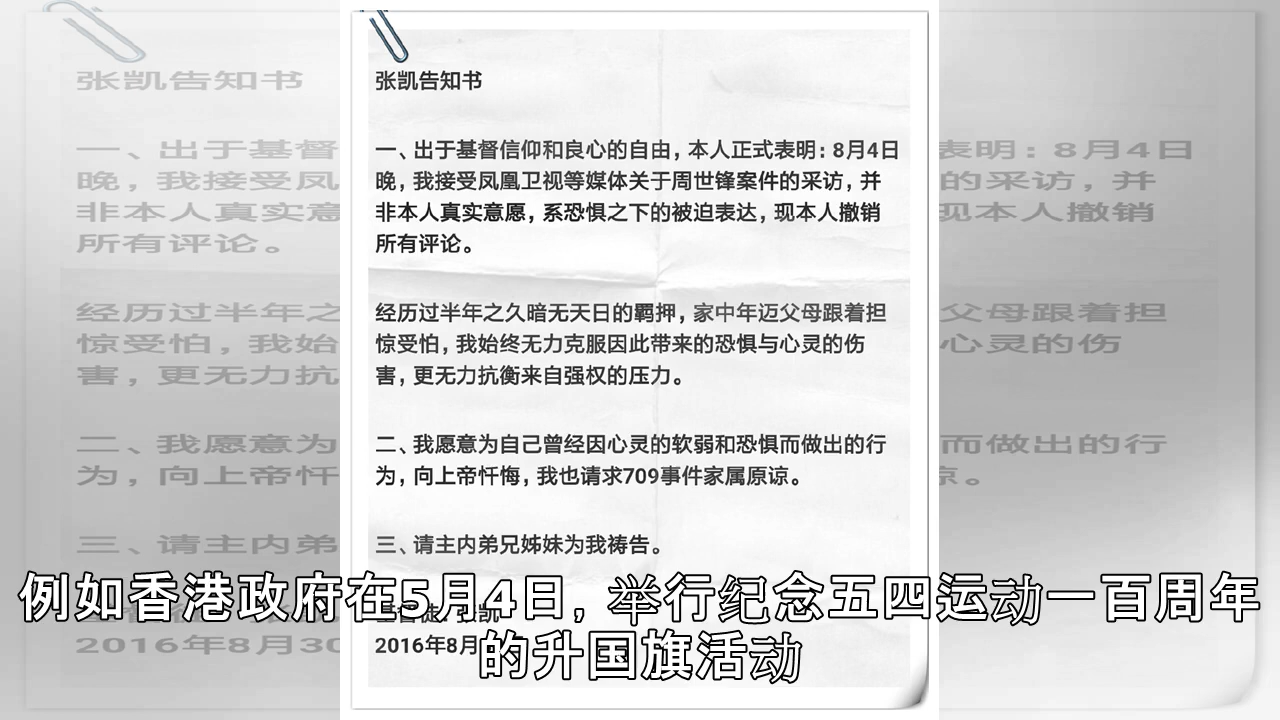 张凯告知书
一、出于基督信仰和良心的自由，本人正式表明：8月4日
晚，我接受凤凰卫视等媒体关于周世锋案件的采访，并
非本人真实意愿，系恐惧之下的被迫表达，现本人撤销
所有评论。
经历过半年之久暗无天日的羁押，家中年迈父母跟着担
惊受怕，我始终无力克服因此带来的恐惧与心灵的伤
害，更无力抗衡来自强权的压力。
二、我愿意为自己曾经因心灵的软弱和恐惧而做出的行
为，向上帝忏悔，我也请求709事件家属原谅。
三、请主内弟兄姊妹为我祷告。
基督徒：张凯
2016年8月30
例如香港政府在5月4日，举行纪念五四运动一百周年
的升国旗活动